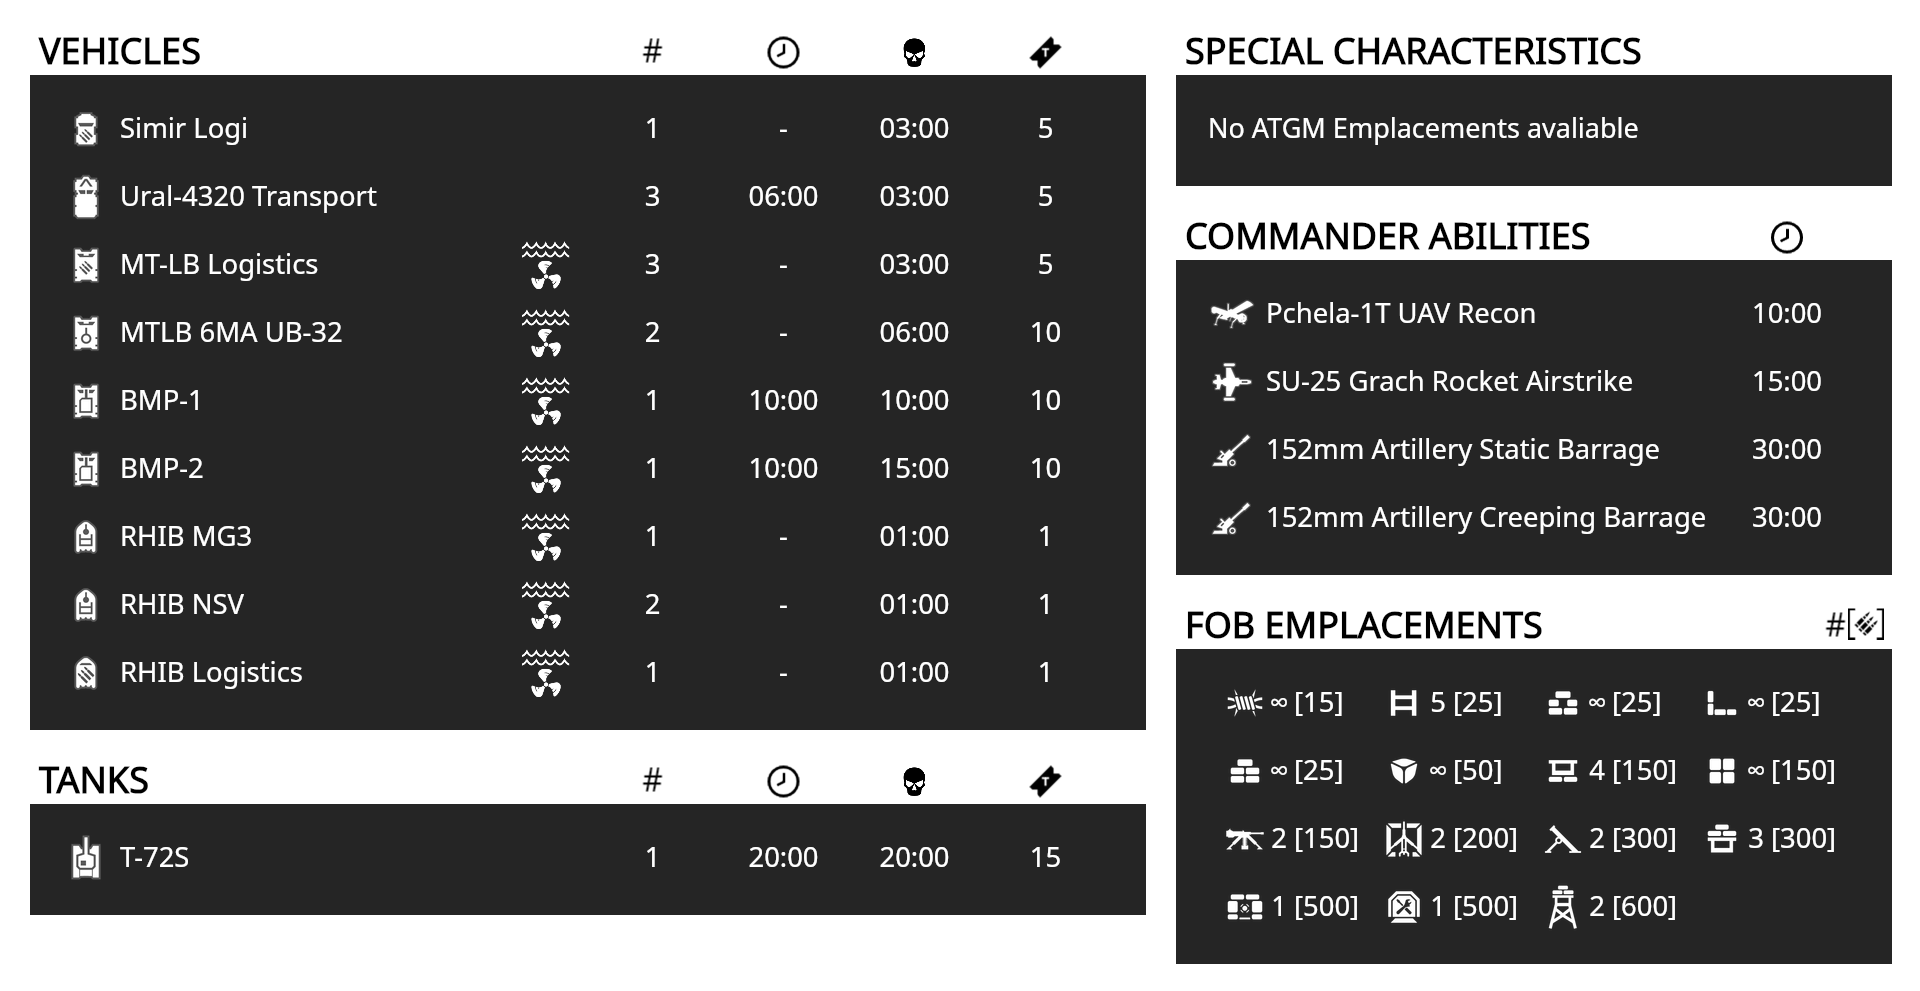 VEHICLES #
Simir Logi 1 - 03:00 5
Ural-4320 Transport 3 06:00 03:00 5
MT-LB Logistics 3 - 03:00 5
MTLB 6MA UB-32 2 - 06:00 10
BMP-1 1 10:00 10:00 10
BMP-2 1 10:00 15:00 10
RHIB MG3 1 - 01:00 1
RHIB NSV 2 - 01:00 1
RHIB Logistics 1 - 01:00 1
TANKS #
T-72S 1 20:00 20:00 15
SPECIAL CHARACTERISTICS
No ATGM Emplacements avaliable
COMMANDER ABILITIES
Pchela-1T UAV Recon 10:00
SU-25 Grach Rocket Airstrike 15:00
152mm Artillery Static Barrage 30:00
152mm Artillery Creeping Barrage 30:00
FOB EMPLACEMENTS #[]
∞ [15] 5 [25] ∞ [25] ∞ [25]
∞ [25] ∞ [50] 4 [150] ∞ [150]
2 [150] 2 [200] 2 [300] 3 [300]
1 [500] 1 [500] 2 [600]